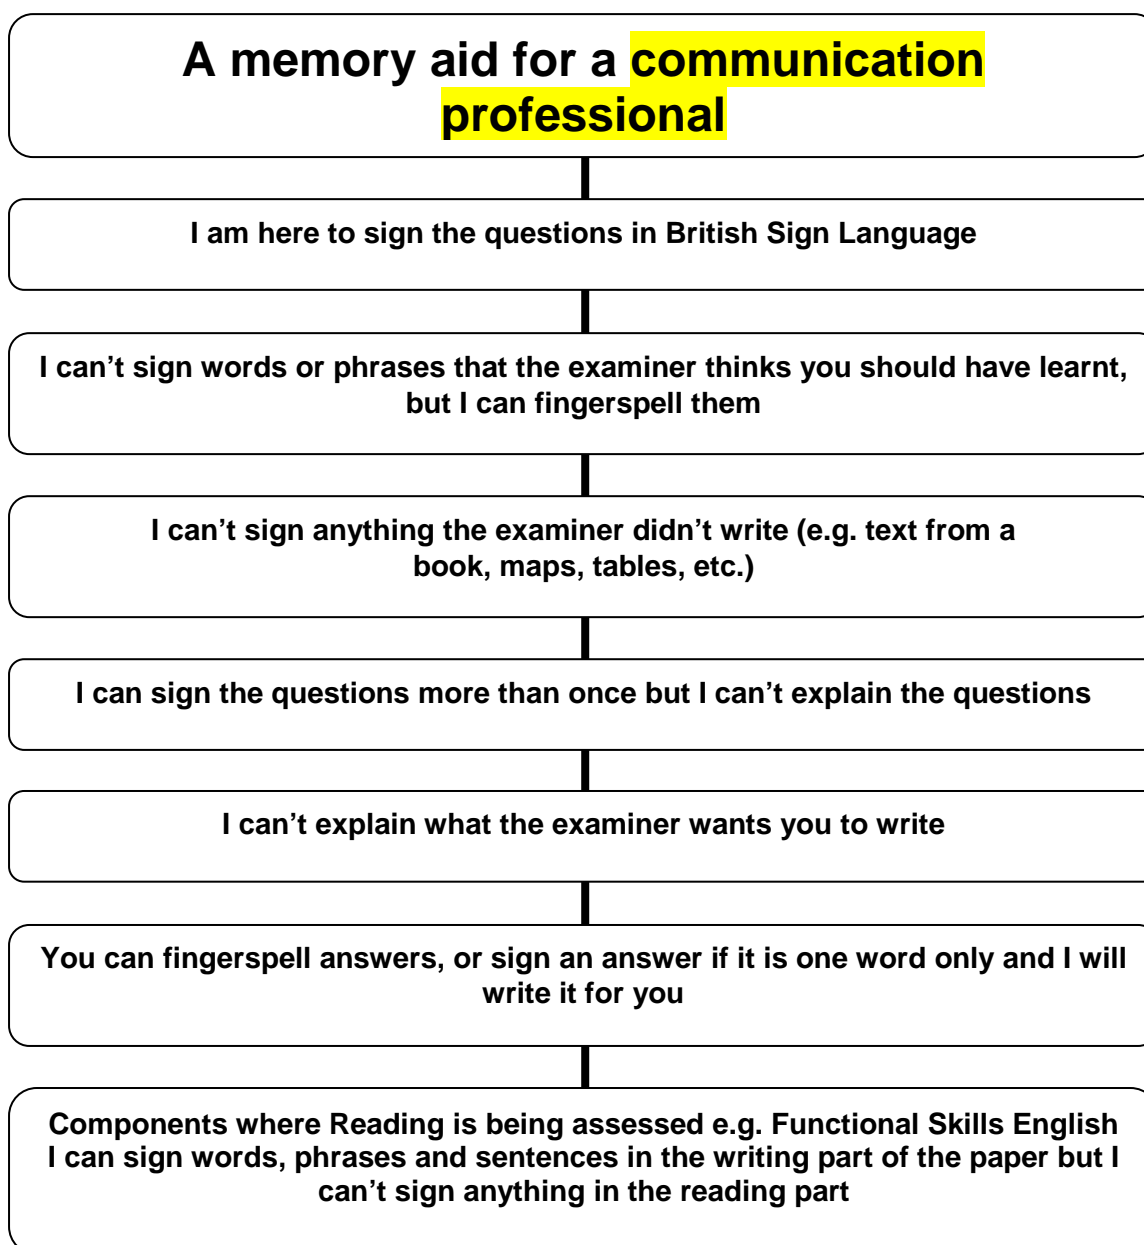 A memory aid for a communication
professional
I am here to sign the questions in British Sign Language
I can’t sign words or phrases that the examiner thinks you should have learnt,
but I can fingerspell them
I can’t sign anything the examiner didn’t write (e.g. text from a
book, maps, tables, etc.)
I can sign the questions more than once but I can’t explain the questions
I can’t explain what the examiner wants you to write
You can fingerspell answers, or sign an answer if it is one word only and I will
write it for you
Components where Reading is being assessed e.g. Functional Skills English
I can sign words, phrases and sentences in the writing part of the paper but I
can’t sign anything in the reading part